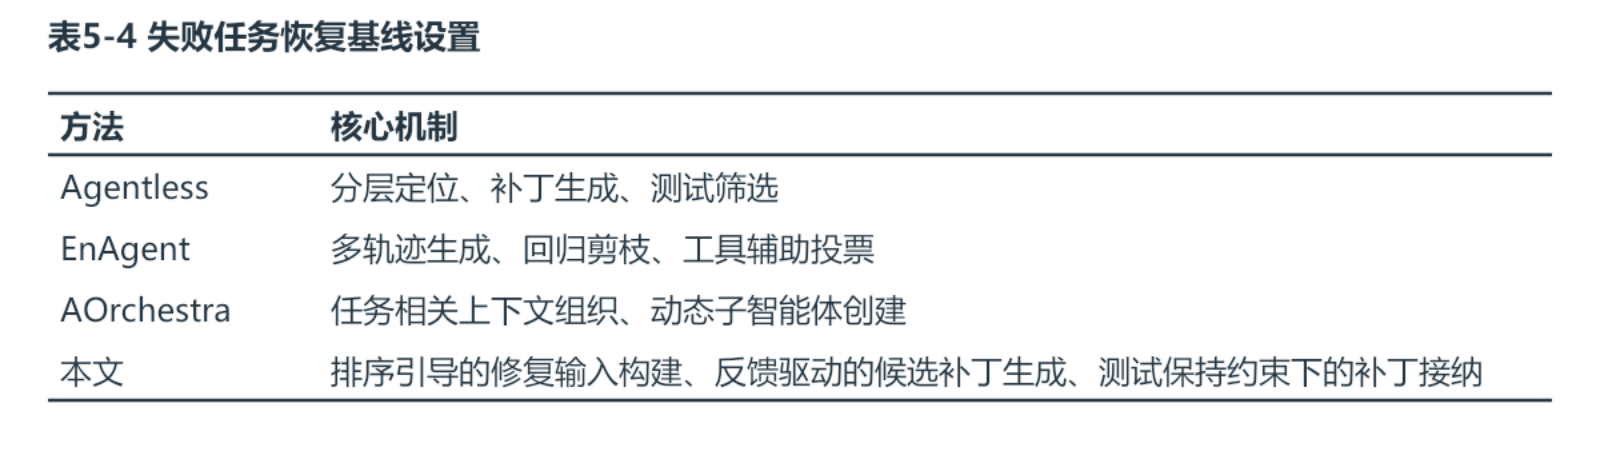 表5-4 失败任务恢复基线设置
方法 核心机制
Agentless 分层定位、补丁生成、测试筛选
EnAgent 多轨迹生成、回归剪枝、工具辅助投票
AOrchestra 任务相关上下文组织、动态子智能体创建
本文 排序引导的修复输入构建、反馈驱动的候选补丁生成、测试保持约束下的补丁接纳